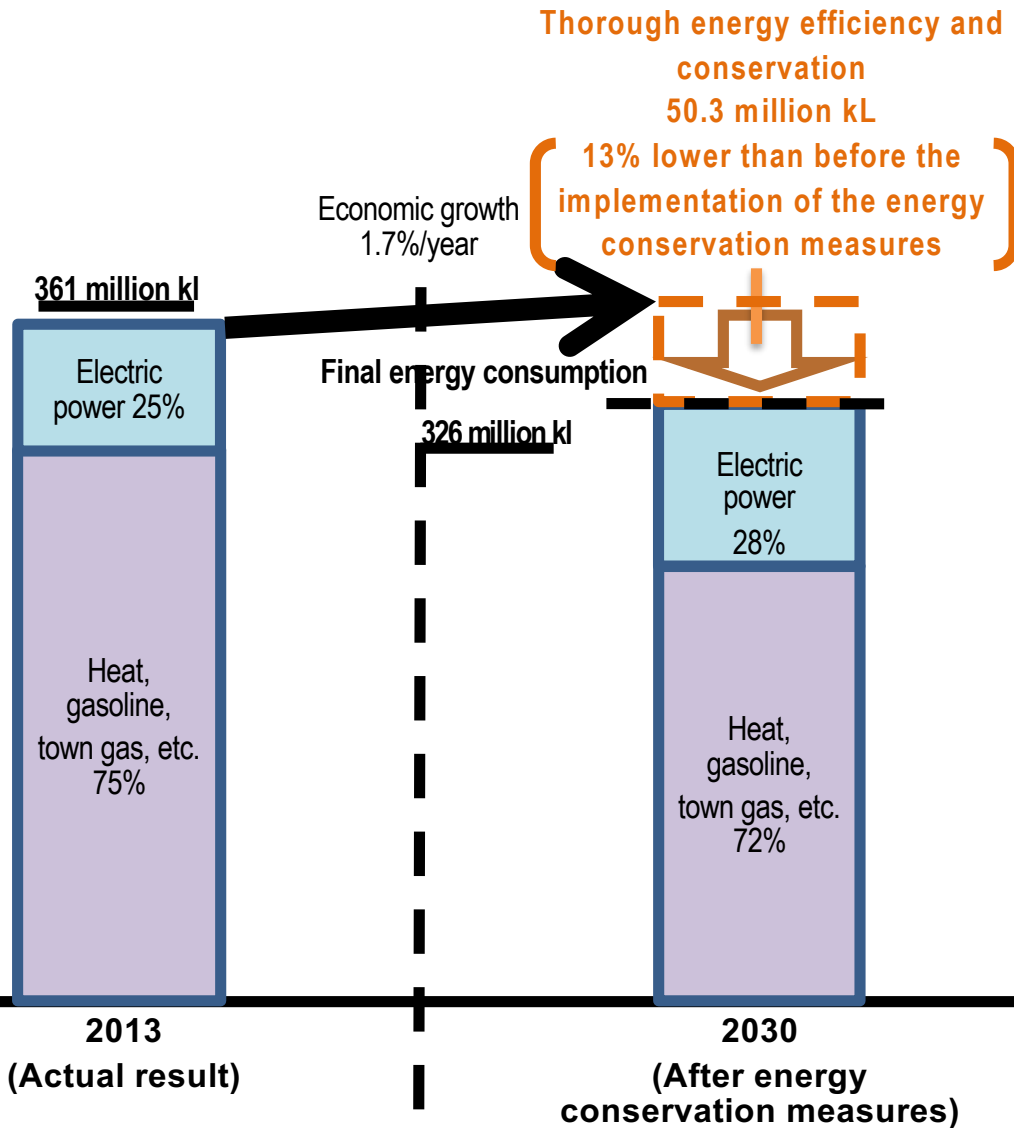 Thorough energy efficiency and
conservation
50.3 million kL
13% lower than before the
implementation of the energy
conservation measures
Economic growth
1.7%/year
361 million kl
Electric
power 25%
Final energy consumption
326 million kl
Electric
power
28%
Heat,
gasoline,
town gas, etc.
75%
Heat,
gasoline,
town gas, etc.
72%
2013
(Actual result)
2030
(After energy
conservation measures)